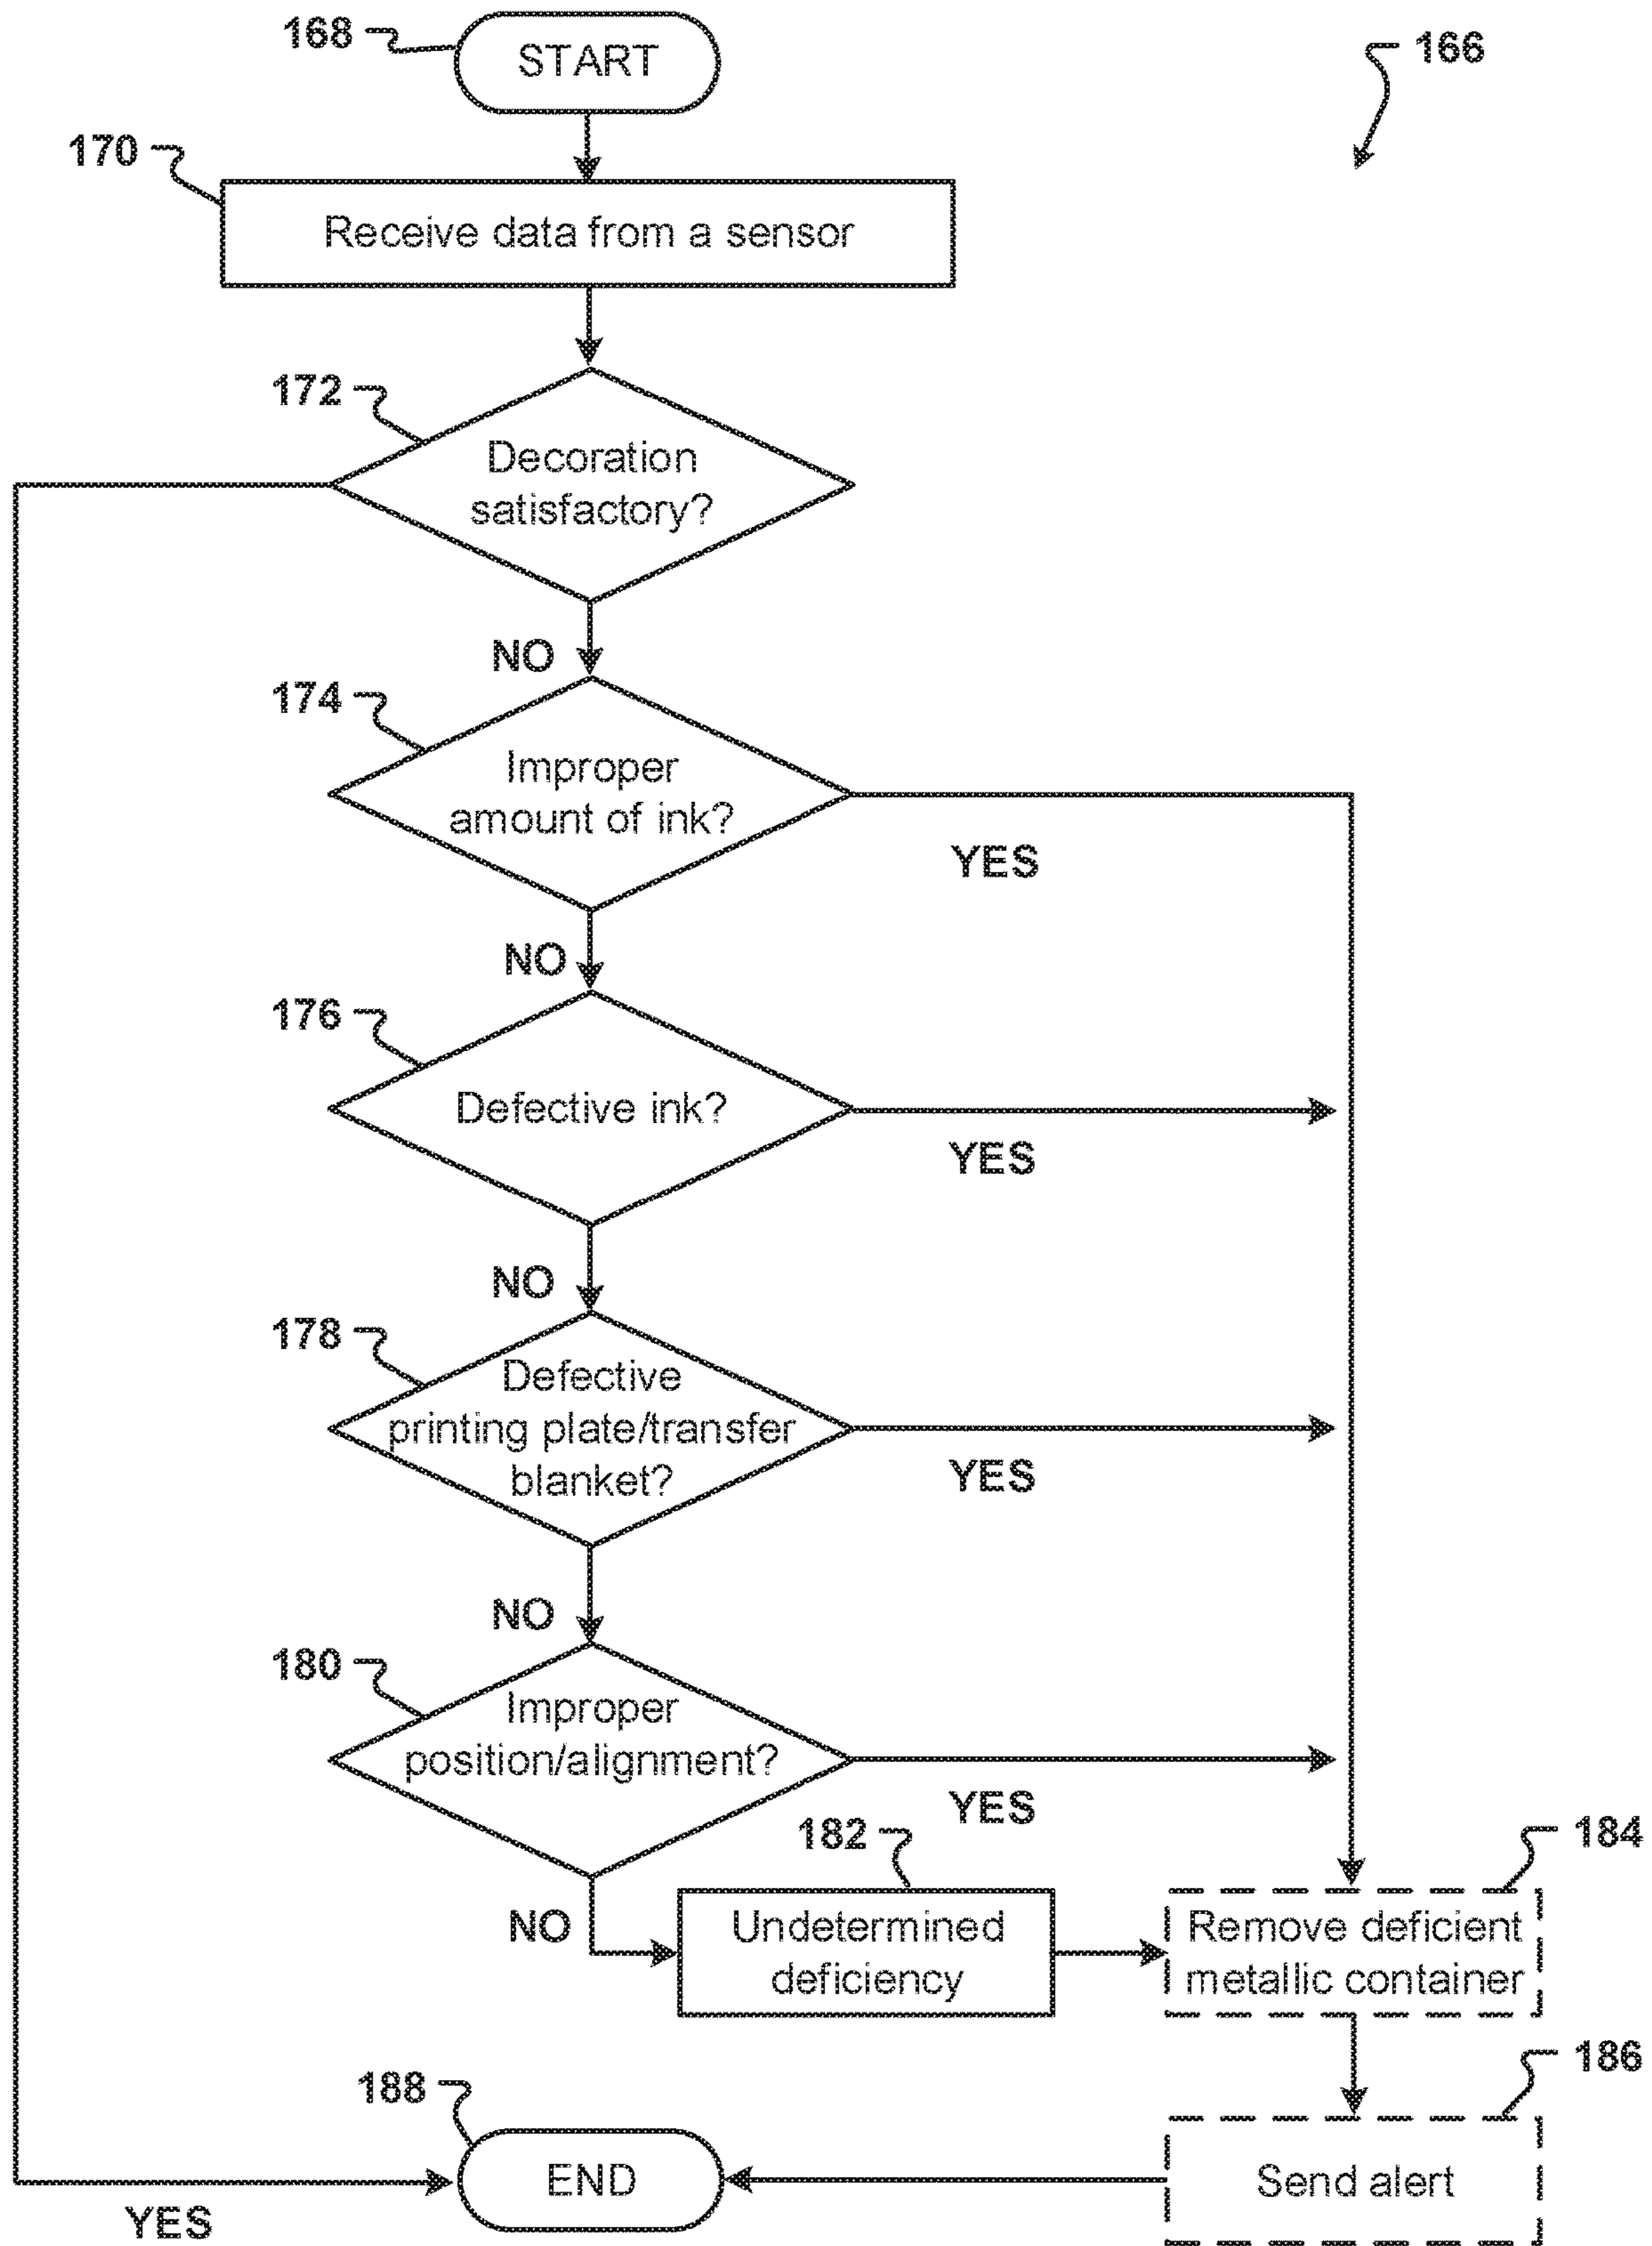 168
START
166
170
Receive data from a sensor
172
Decoration
satisfactory?
NO
174
Improper
amount of ink?
YES
NO
176
Defective ink?
YES
NO
178
Defective
printing plate/transfer
blanket?
YES
NO
180
Improper
position/alignment?
YES
182
184
NO
Undetermined
deficiency
Remove deficient
metallic container
186
188
END
Send alert
YES